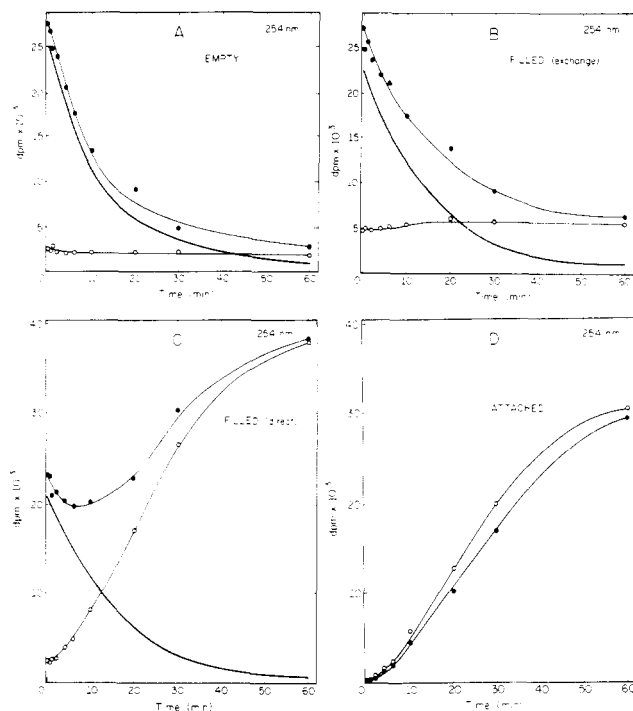 A
254 nm
EMPTY
25
20
15
10
5
dpm x 10⁻³
0 10 20 30 40 50 60
Time (min)
B
254 nm
FILLED (exchange)
25
20
15
10
5
dpm x 10⁻³
0 10 20 30 40 50 60
Time (min)
C
254 nm
FILLED (direct)
40
30
20
dpm x 10⁻³
0 10 20 30 40 50 60
Time (min)
D
254 nm
ATTACHED
40
30
20
dpm x 10⁻³
0 10 20 30 40 50 60
Time (min)